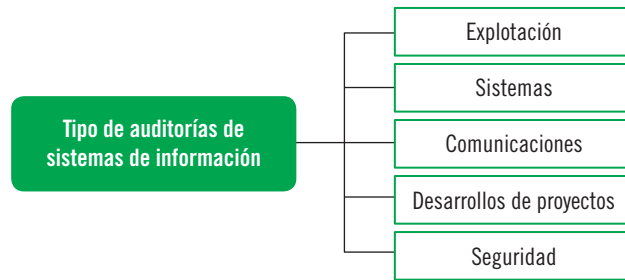 Explotación
Sistemas
Tipo de auditorías de
sistemas de información
Comunicaciones
Desarrollos de proyectos
Seguridad